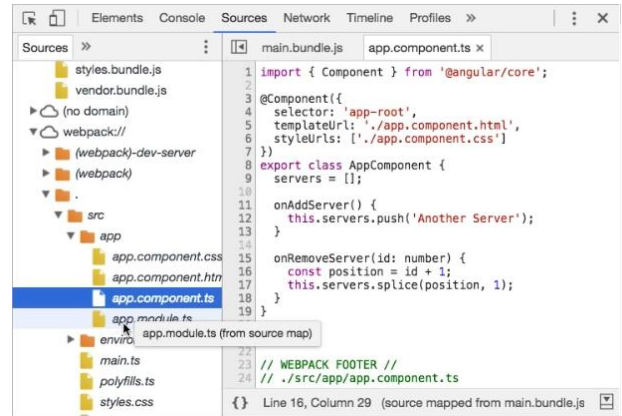 Elements Console Sources Network Timeline Profiles »
Sources »
main.bundle.js app.component.ts ×
styles.bundle.js
vendor.bundle.js
(no domain)
webpack://
(webpack)-dev-server
(webpack)
.
src
app
app.component.css
app.component.htm
app.component.ts
app.module.ts
app.module.ts (from source map)
main.ts
polyfills.ts
styles.css
1 import { Component } from '@angular/core';
2
3 @Component({
4 selector: 'app-root',
5 templateUrl: './app.component.html',
6 styleUrls: ['./app.component.css']
7 })
8 export class AppComponent {
9 servers = [];
10
11 onAddServer() {
12 this.servers.push('Another Server');
13 }
14
15 onRemoveServer(id: number) {
16 const position = id + 1;
17 this.servers.splice(position, 1);
18 }
19 }
22
23 // WEBPACK FOOTER //
24 // ./src/app/app.component.ts
{} Line 16, Column 29 (source mapped from main.bundle.js